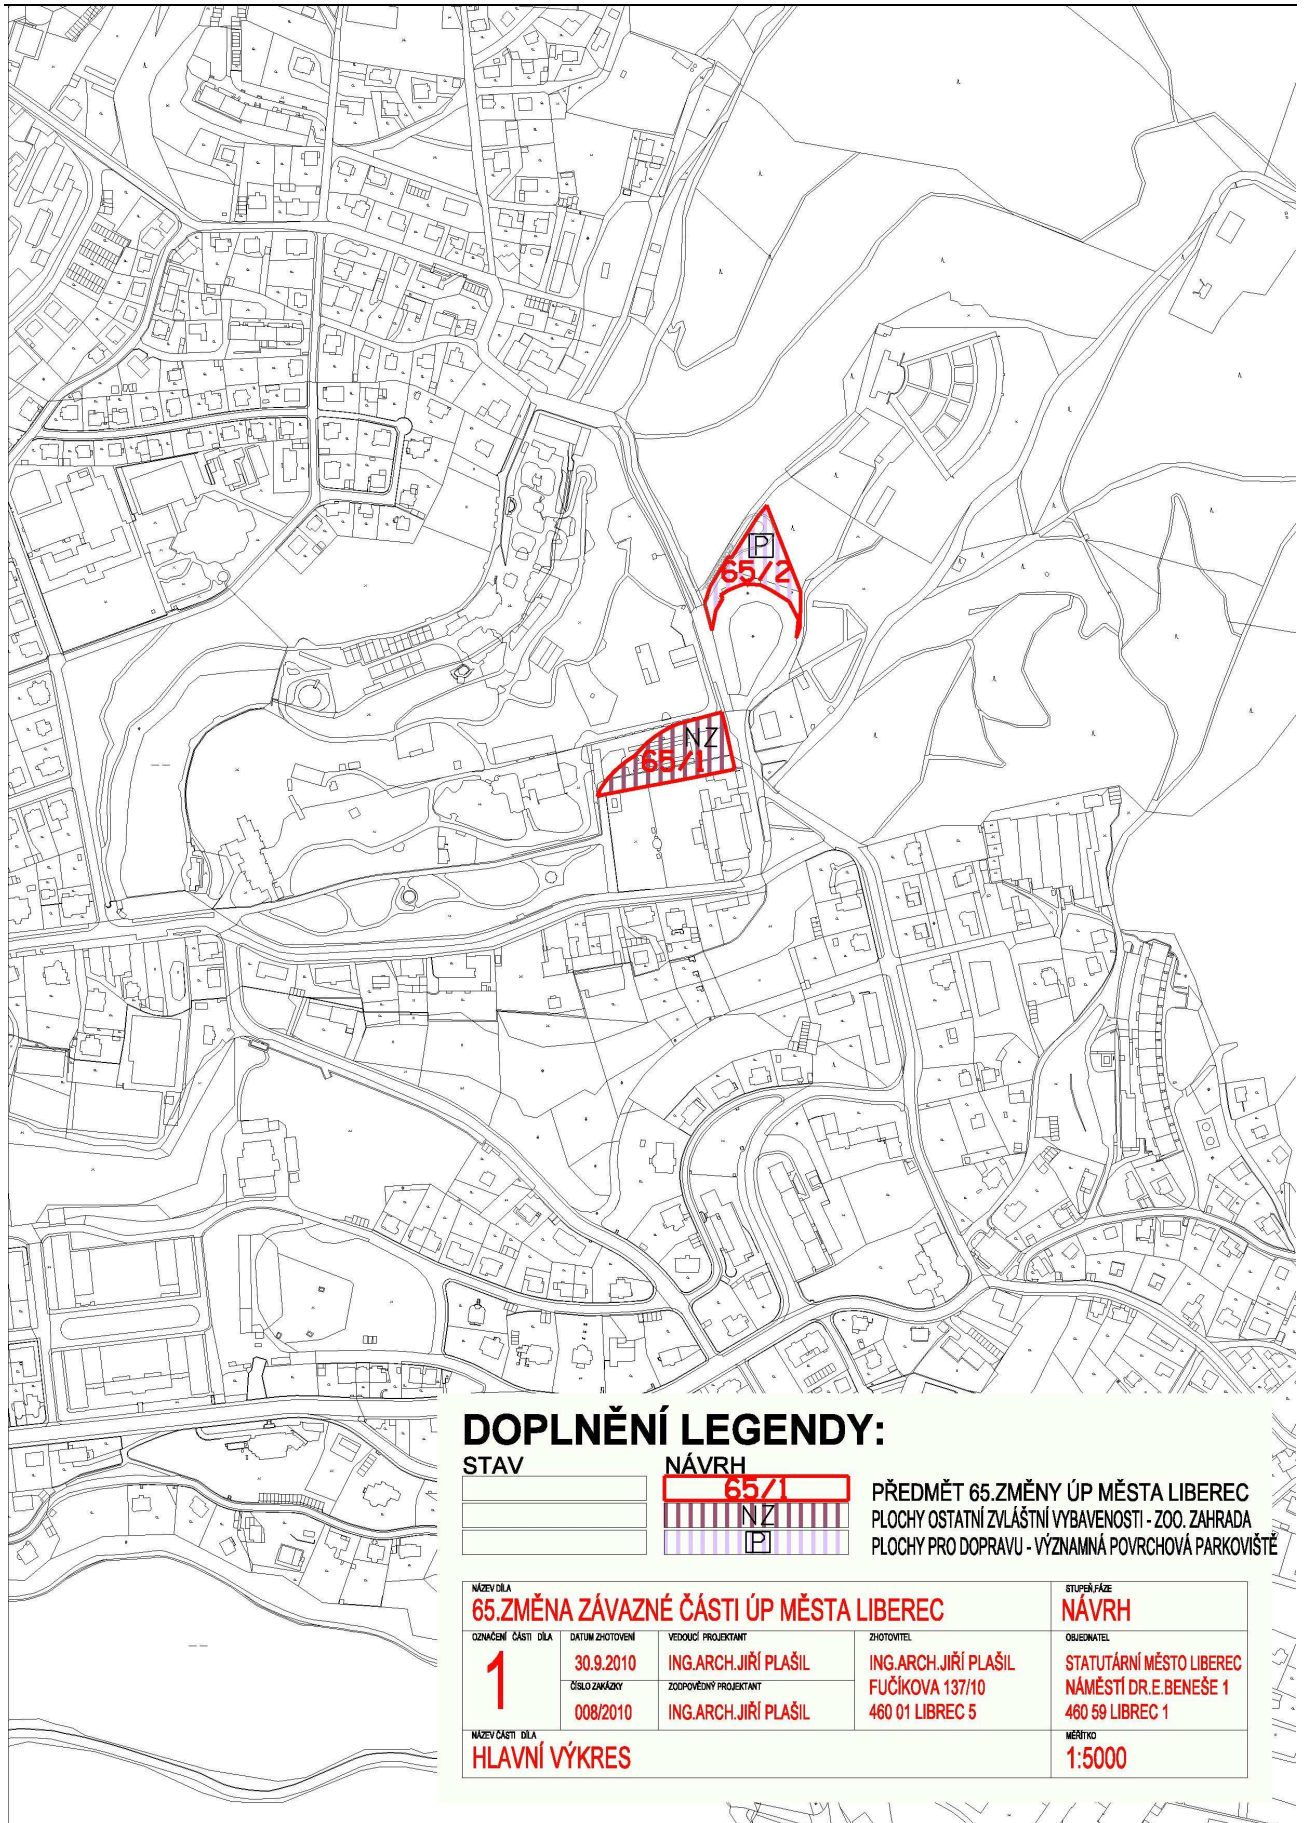 P
65/2
NZ
65/1
DOPLNĚNÍ LEGENDY:
STAV NÁVRH
65/1 PŘEDMĚT 65.ZMĚNY ÚP MĚSTA LIBEREC
NZ PLOCHY OSTATNÍ ZVLÁŠTNÍ VYBAVENOSTI - ZOO. ZAHRADA
P PLOCHY PRO DOPRAVU - VÝZNAMNÁ POVRCHOVÁ PARKOVIŠTĚ
NÁZEV DÍLA STUPEŇ,FÁZE
65.ZMĚNA ZÁVAZNÉ ČÁSTI ÚP MĚSTA LIBEREC NÁVRH
OZNAČENÍ ČÁSTI DÍLA DATUM ZHOTOVENÍ VEDOUCÍ PROJEKTANT ZHOTOVITEL OBJEDNATEL
1 30.9.2010 ING.ARCH.JIŘÍ PLAŠIL ING.ARCH.JIŘÍ PLAŠIL STATUTÁRNÍ MĚSTO LIBEREC
ČÍSLO ZAKÁZKY ZODPOVĚDNÝ PROJEKTANT FUČÍKOVA 137/10 NÁMĚSTÍ DR.E.BENEŠE 1
008/2010 ING.ARCH.JIŘÍ PLAŠIL 460 01 LIBREC 5 460 59 LIBREC 1
NÁZEV ČÁSTI DÍLA MĚŘÍTKO
HLAVNÍ VÝKRES 1:5000